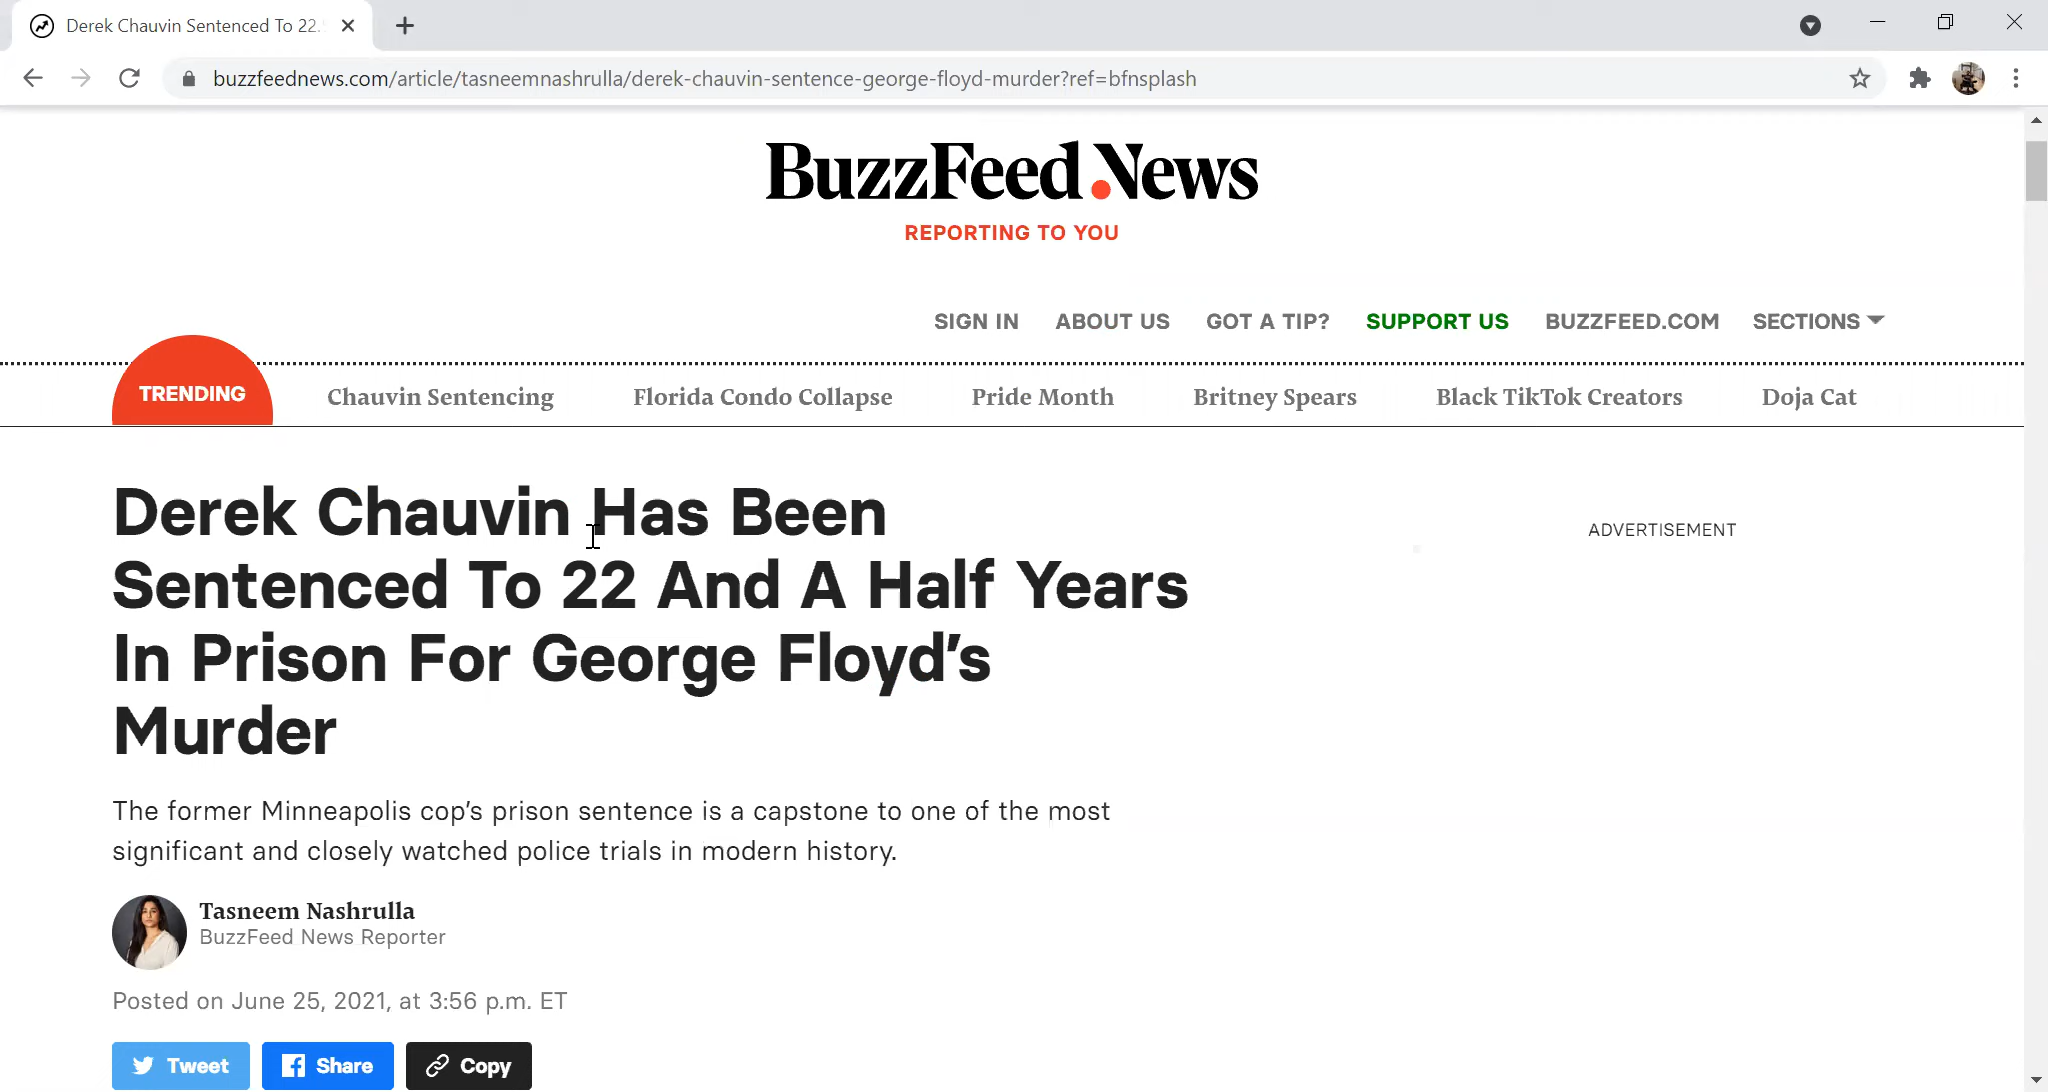 Derek Chauvin Sentenced To 22.
buzzfeednews.com/article/tasneemnashrulla/derek-chauvin-sentence-george-floyd-murder?ref=bfnsplash
BuzzFeed News
REPORTING TO YOU
SIGN IN ABOUT US GOT A TIP? SUPPORT US BUZZFEED.COM SECTIONS
TRENDING Chauvin Sentencing Florida Condo Collapse Pride Month Britney Spears Black TikTok Creators Doja Cat
Derek Chauvin Has Been
Sentenced To 22 And A Half Years
In Prison For George Floyd’s
Murder
ADVERTISEMENT
The former Minneapolis cop’s prison sentence is a capstone to one of the most
significant and closely watched police trials in modern history.
Tasneem Nashrulla
BuzzFeed News Reporter
Posted on June 25, 2021, at 3:56 p.m. ET
Tweet Share Copy